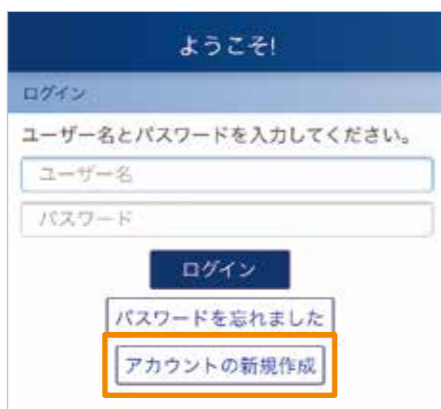 ようこそ!
ログイン
ユーザー名とパスワードを入力してください。
ユーザー名
パスワード
ログイン
パスワードを忘れました
アカウントの新規作成